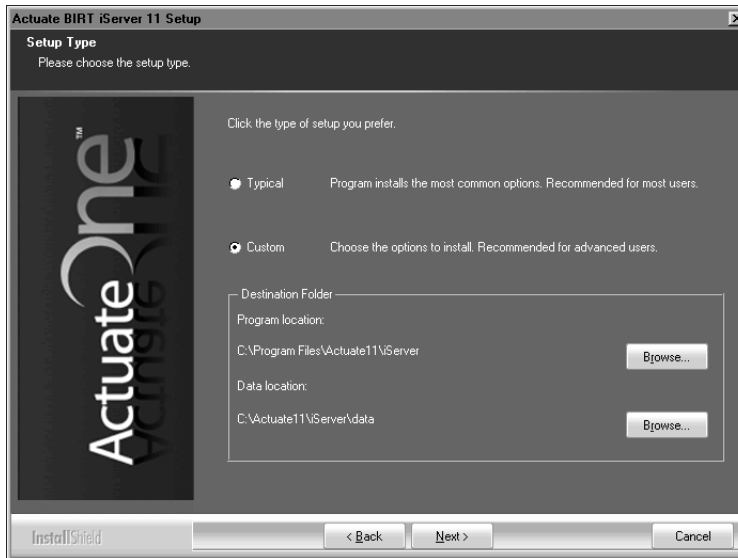 Actuate BIRT iServer 11 Setup
Setup Type
Please choose the setup type.
ActuateOne™
Click the type of setup you prefer.
Typical Program installs the most common options. Recommended for most users.
Custom Choose the options to install. Recommended for advanced users.
Destination Folder
Program location:
C:\Program Files\Actuate11\iServer
Browse...
Data location:
C:\Actuate11\iServer\data
Browse...
InstallShield
< Back Next > Cancel